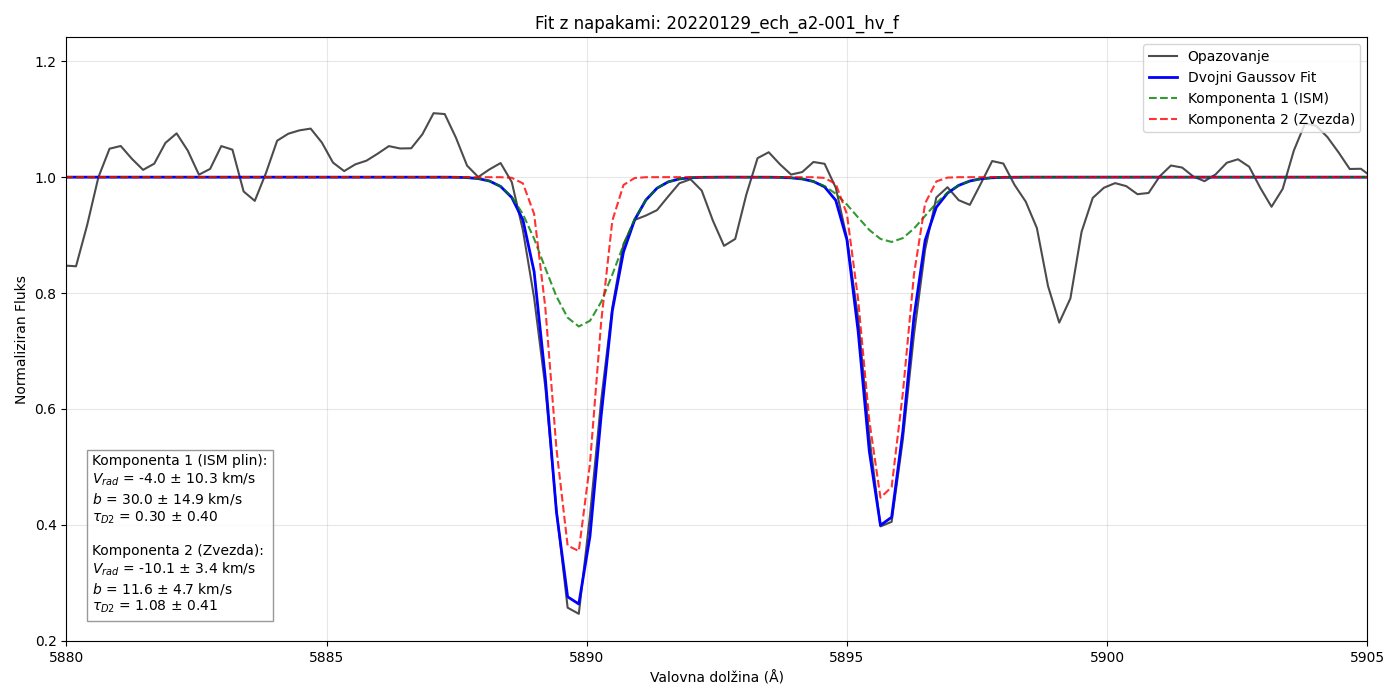 Fit z napakami: 20220129_ech_a2-001_hv_f
Normaliziran Fluks
1.2
1.0
0.8
0.6
0.4
0.2
Opazovanje
Dvojni Gaussov Fit
Komponenta 1 (ISM)
Komponenta 2 (Zvezda)
Komponenta 1 (ISM plin):
V_rad = -4.0 ± 10.3 km/s
b = 30.0 ± 14.9 km/s
τ_D2 = 0.30 ± 0.40
Komponenta 2 (Zvezda):
V_rad = -10.1 ± 3.4 km/s
b = 11.6 ± 4.7 km/s
τ_D2 = 1.08 ± 0.41
5880 5885 5890 5895 5900 5905
Valovna dolžina (Å)